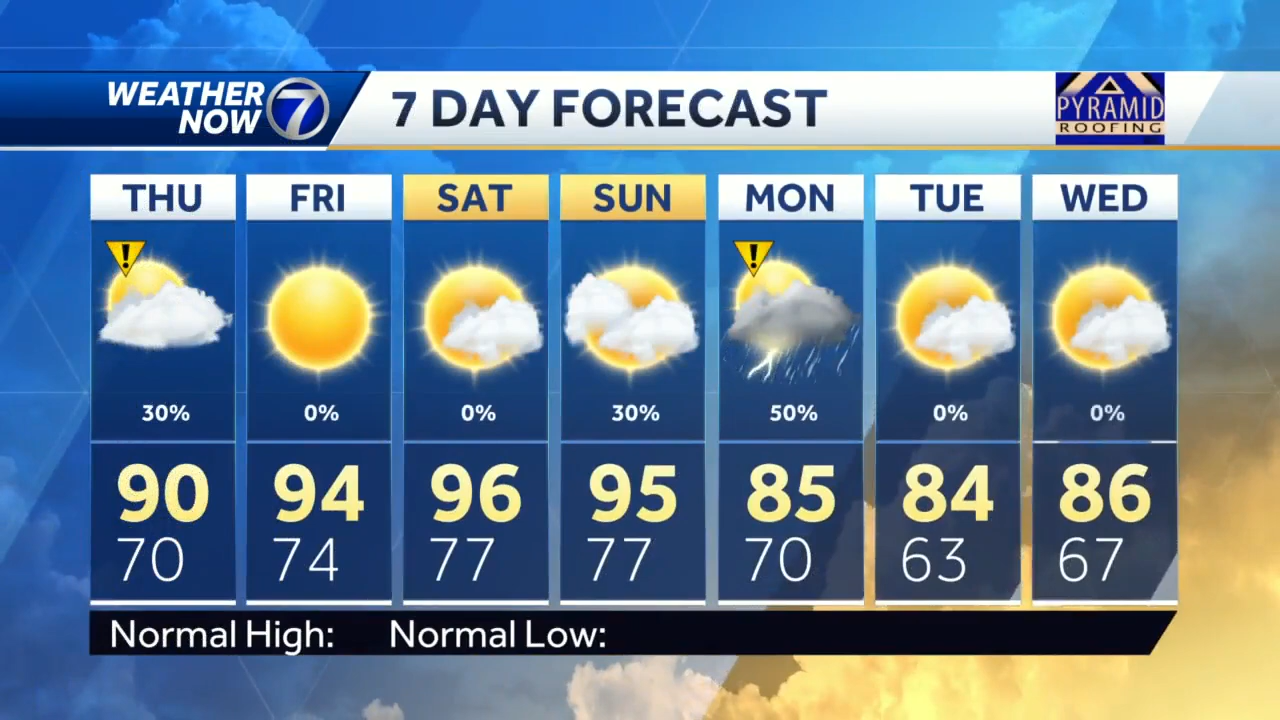 WEATHER
NOW 7
7 DAY FORECAST
PYRAMID
ROOFING
THU FRI SAT SUN MON TUE WED
! !
30% 0% 0% 30% 50% 0% 0%
90 94 96 95 85 84 86
70 74 77 77 70 63 67
Normal High: Normal Low: